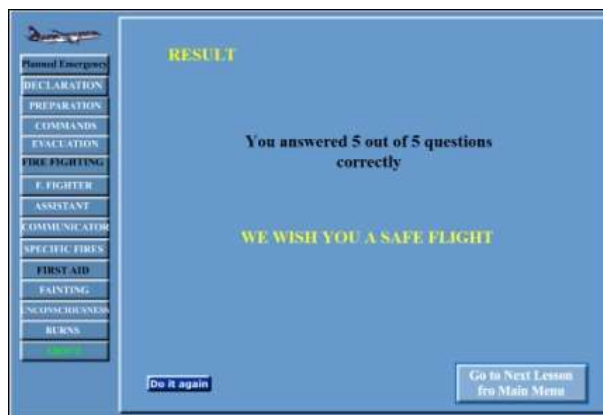 Planned Emergency
DECLARATION
PREPARATION
COMMANDS
EVACUATION
FIRE FIGHTING
F. FIGHTER
ASSISTANT
COMMUNICATOR
SPECIFIC FIRES
FIRST AID
FAINTING
UNCONSCIOUSNESS
BURNS
ABOUT
RESULT
You answered 5 out of 5 questions
correctly
WE WISH YOU A SAFE FLIGHT
Do it again
Go to Next Lesson
fro Main Menu